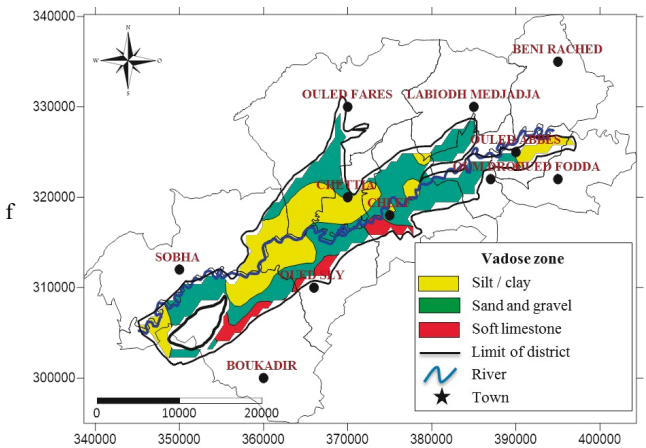 340000
BENI RACHED
N
W
O
S
OULED FARES
LABIODH MEDJADJA
330000
OULED ABBES
320000
CHETTIA
CHLEF
f
SOBHA
Vadose zone
OUED SLY
Silt / clay
310000
Sand and gravel
Soft limestone
Limit of district
BOUKADIR
River
300000
Town
0
10000
20000
340000
350000
360000
370000
380000
390000
400000